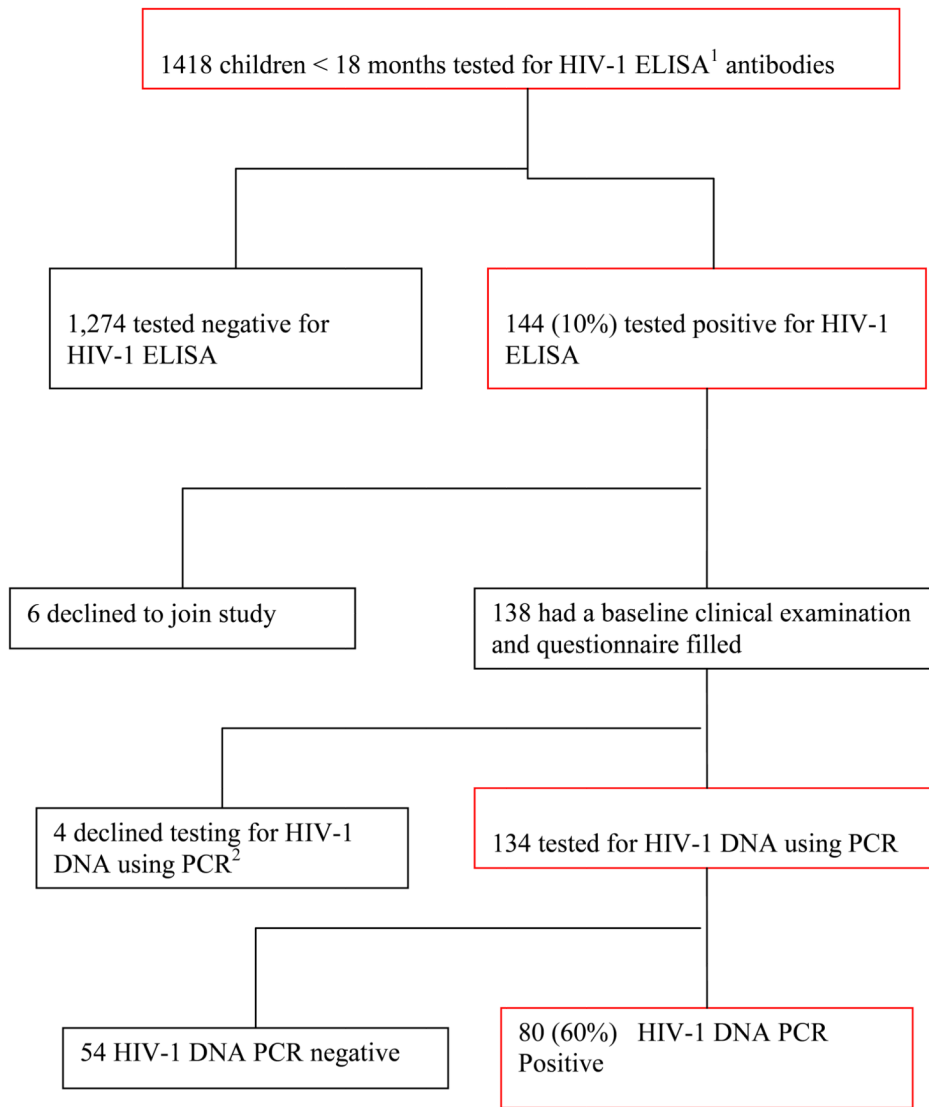 1418 children < 18 months tested for HIV-1 ELISA¹ antibodies
1,274 tested negative for
HIV-1 ELISA
144 (10%) tested positive for HIV-1
ELISA
6 declined to join study
138 had a baseline clinical examination
and questionnaire filled
4 declined testing for HIV-1
DNA using PCR²
134 tested for HIV-1 DNA using PCR
54 HIV-1 DNA PCR negative
80 (60%) HIV-1 DNA PCR
Positive